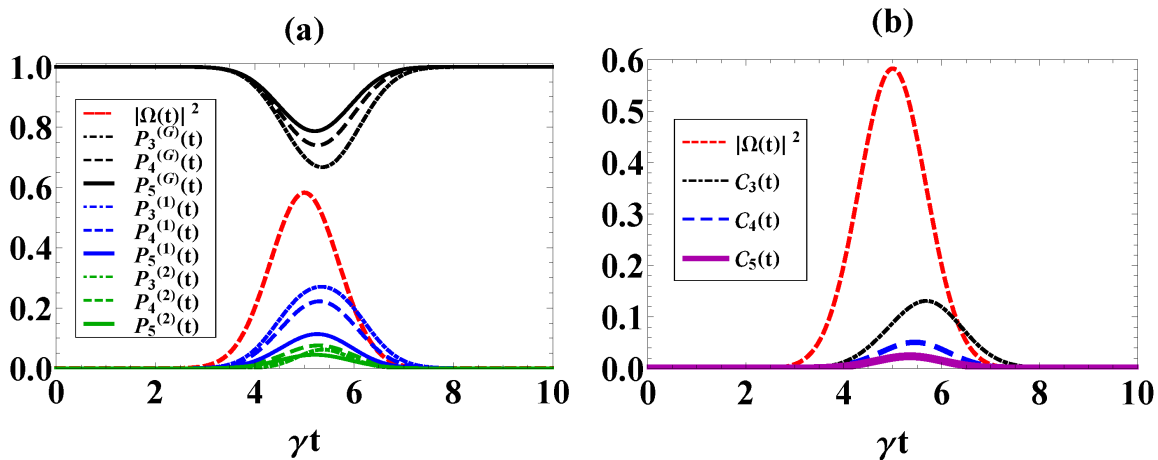 (a)
1.0
0.8
0.6
0.4
0.2
0.0
|Ω(t)| ²
P₃⁽ᴳ⁾(t)
P₄⁽ᴳ⁾(t)
P₅⁽ᴳ⁾(t)
P₃⁽¹⁾(t)
P₄⁽¹⁾(t)
P₅⁽¹⁾(t)
P₃⁽²⁾(t)
P₄⁽²⁾(t)
P₅⁽²⁾(t)
0 2 4 6 8 10
γt
(b)
0.6
0.5
0.4
0.3
0.2
0.1
0.0
|Ω(t)| ²
C₃(t)
C₄(t)
C₅(t)
0 2 4 6 8 10
γt